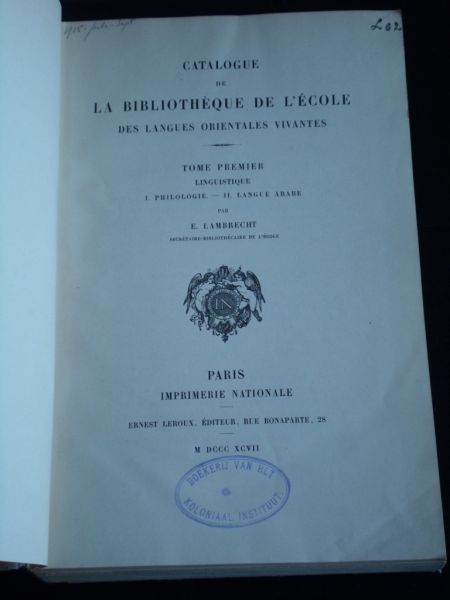 CATALOGUE
DE
LA BIBLIOTHÈQUE DE L'ÉCOLE
DES LANGUES ORIENTALES VIVANTES
TOME PREMIER
LINGUISTIQUE
I. PHILOLOGIE. — II. LANGUE ARABE
PAR
E. LAMBRECHT
SECRÉTAIRE-BIBLIOTHÉCAIRE DE L'ÉCOLE
IN
PARIS
IMPRIMERIE NATIONALE
ERNEST LEROUX, ÉDITEUR, RUE BONAPARTE, 28
M DCCC XCVII
BOEKERIJ VAN HET
KOLONIAAL INSTITUUT.